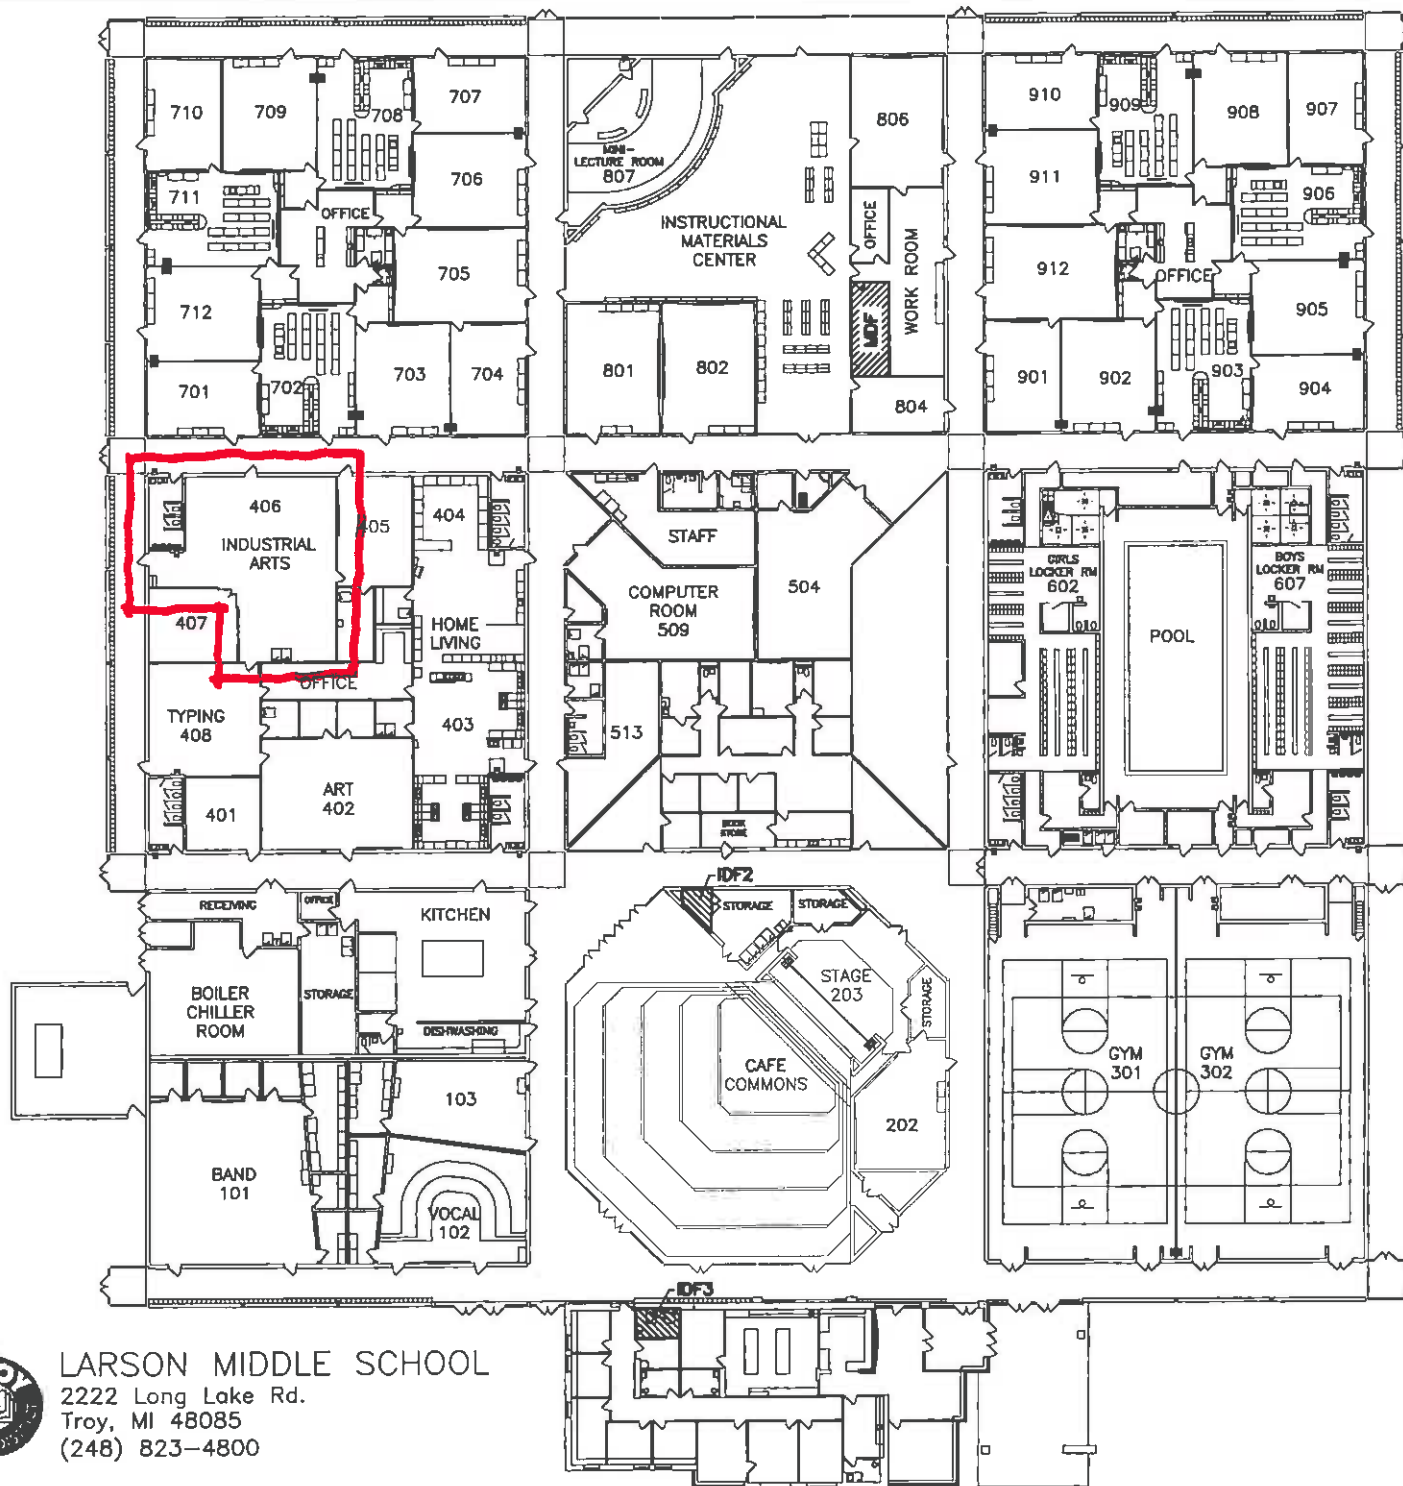 710
709
708
707
711
706
OFFICE
705
712
701
702
703
704
MINI-
LECTURE ROOM
807
INSTRUCTIONAL
MATERIALS
CENTER
806
OFFICE
WORK ROOM
MDF
801
802
804
910
909
908
907
911
906
912
OFFICE
905
901
902
903
904
406
INDUSTRIAL
ARTS
405
404
407
HOME
LIVING
OFFICE
TYPING
408
403
ART
402
401
STAFF
COMPUTER
ROOM
509
504
513
BOOK
STORE
GIRLS
LOCKER RM
602
POOL
BOYS
LOCKER RM
607
RECEIVING
OFFICE
KITCHEN
BOILER
CHILLER
ROOM
STORAGE
DISHWASHING
103
BAND
101
VOCAL
102
IDF2
STORAGE
STORAGE
STAGE
203
STORAGE
CAFE
COMMONS
202
GYM
301
GYM
302
IDF3
LARSON MIDDLE SCHOOL
2222 Long Lake Rd.
Troy, MI 48085
(248) 823-4800